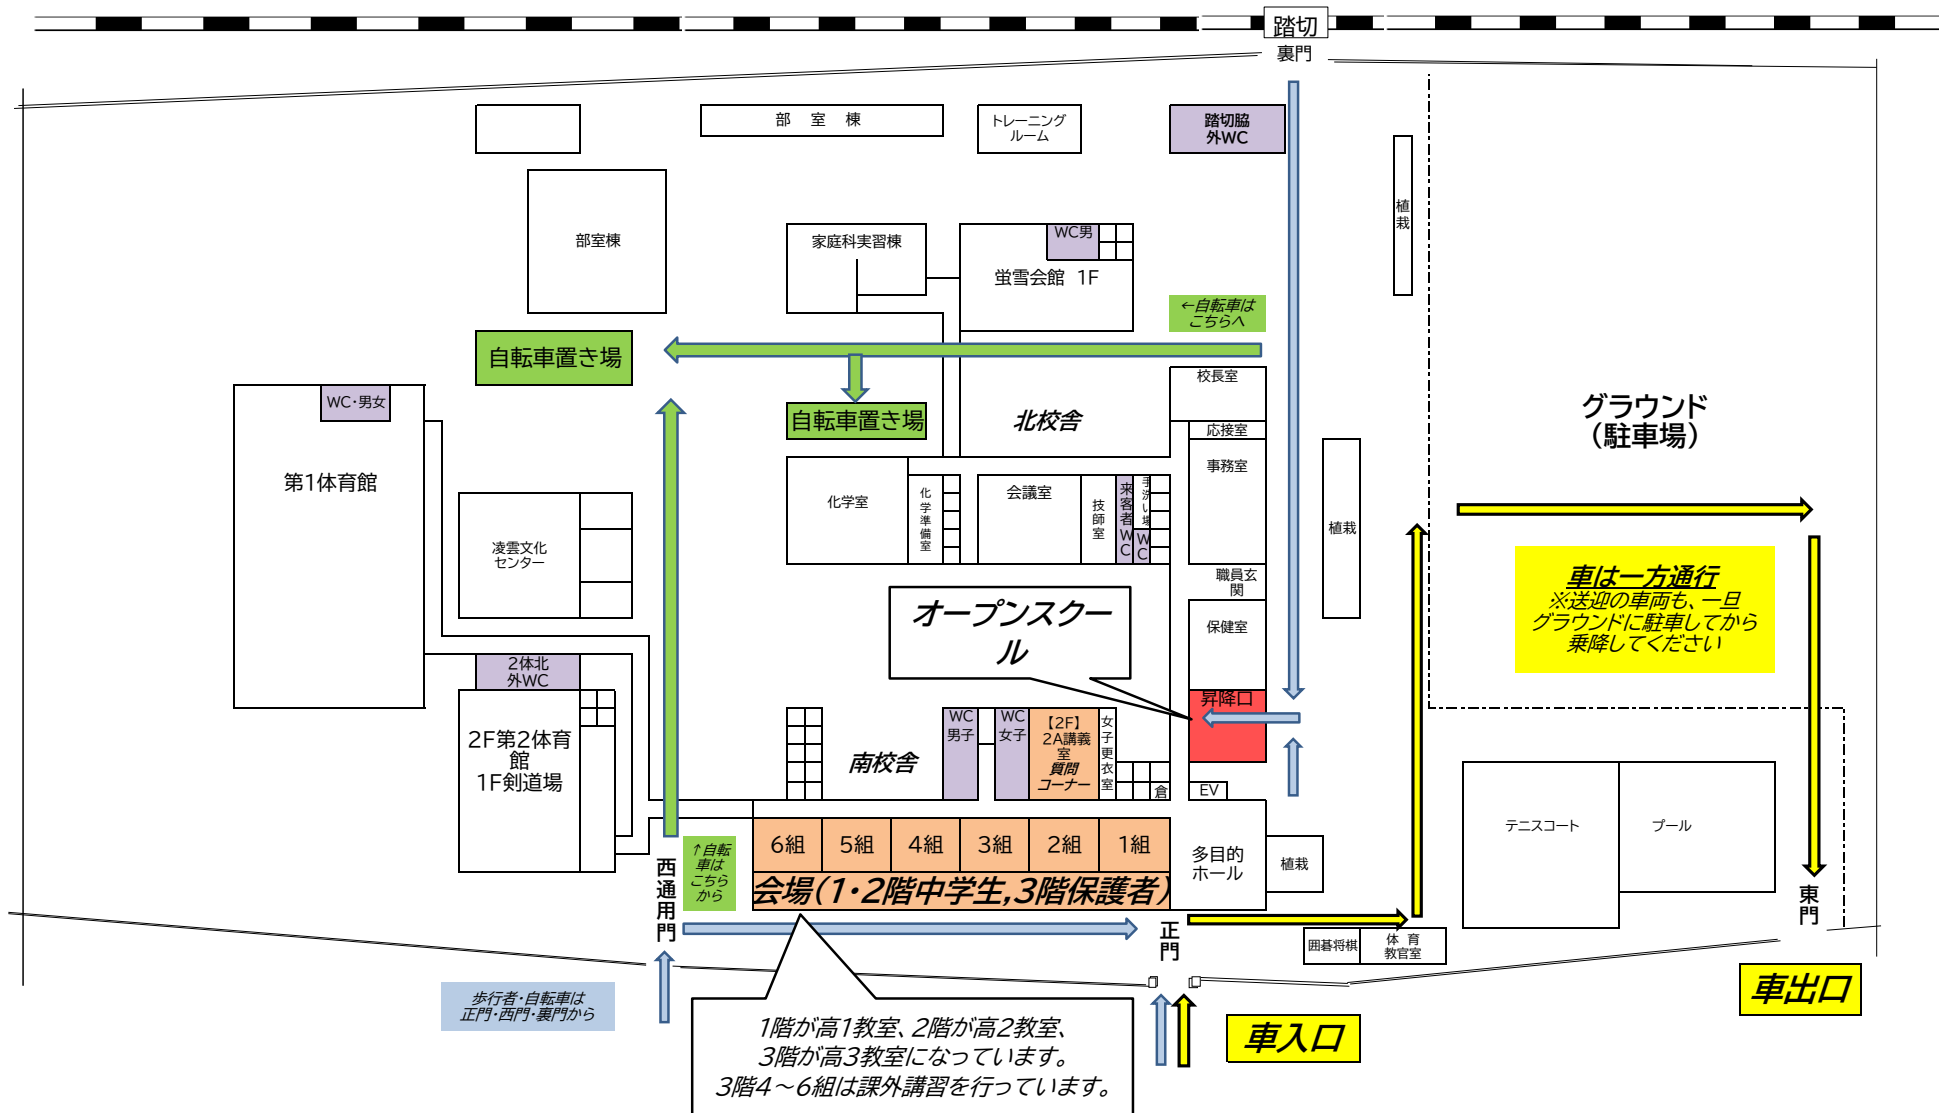 踏切
裏門
部 室 棟
トレーニング
ルーム
踏切脇
外WC
植
栽
部室棟
家庭科実習棟
WC男
蛍雪会館 1F
←自転車は
こちらへ
自転車置き場
自転車置き場
WC・男女
第1体育館
北校舎
校長室
応接室
事務室
グラウンド
(駐車場)
化学室
化
学
準
備
室
会議室
技
師
室
来
客
者
W
C
手
洗
い
場
W
C
植栽
凌雲文化
センター
職員玄
関
オープンスクー
ル
保健室
車は一方通行
※送迎の車両も、一旦
グラウンドに駐車してから
乗降してください
2体北
外WC
昇降口
2F第2体育
館
1F剣道場
南校舎
WC
男子
WC
女子
【2F】
2A講義
室
質問
コーナー
女
子
更
衣
室
倉
EV
テニスコート
プール
6組
5組
4組
3組
2組
1組
多目的
ホール
植栽
会場(1・2階中学生,3階保護者)
↑自転
車は
こちら
から
西
通
用
門
正
門
東
門
囲碁将棋
体 育
教官室
歩行者・自転車は
正門・西門・裏門から
車出口
車入口
1階が高1教室、2階が高2教室、
3階が高3教室になっています。
3階4～6組は課外講習を行っています。